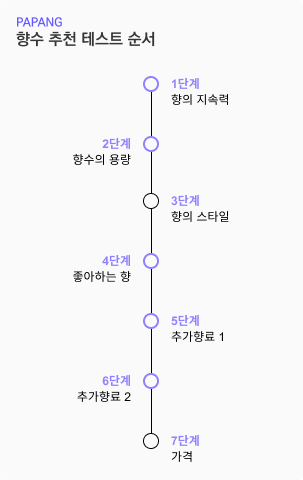 PAPANG
향수 추천 테스트 순서
1단계
향의 지속력
2단계
향수의 용량
3단계
향의 스타일
4단계
좋아하는 향
5단계
추가향료 1
6단계
추가향료 2
7단계
가격